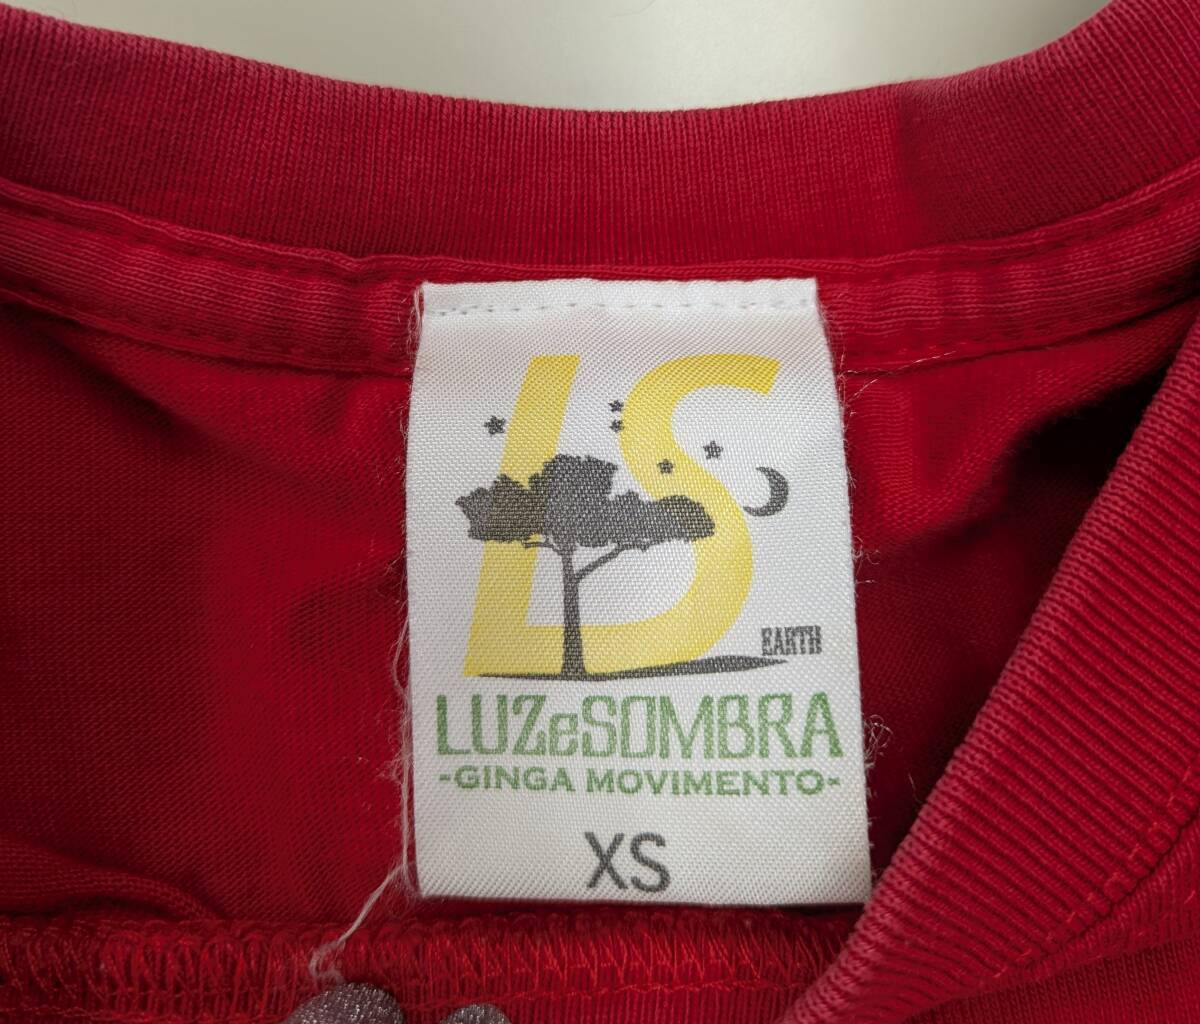 LS
EARTH
LUZeSOMBRA
-GINGA MOVIMENTO-
XS